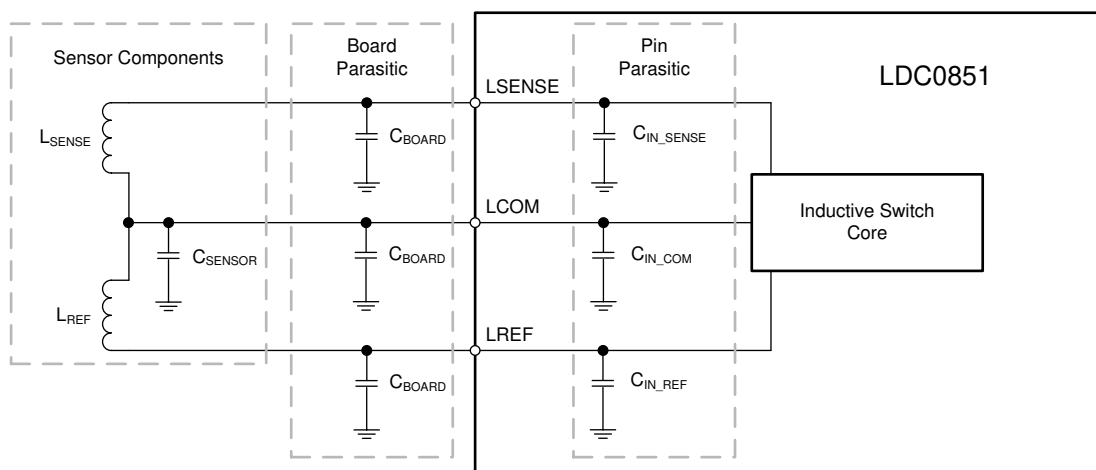 Sensor Components
Board
Parasitic
Pin
Parasitic
LDC0851
LSENSE
LSENSE
CBOARD
CIN_SENSE
LCOM
Inductive Switch
Core
CSENSOR
CBOARD
CIN_COM
LREF
LREF
CBOARD
CIN_REF